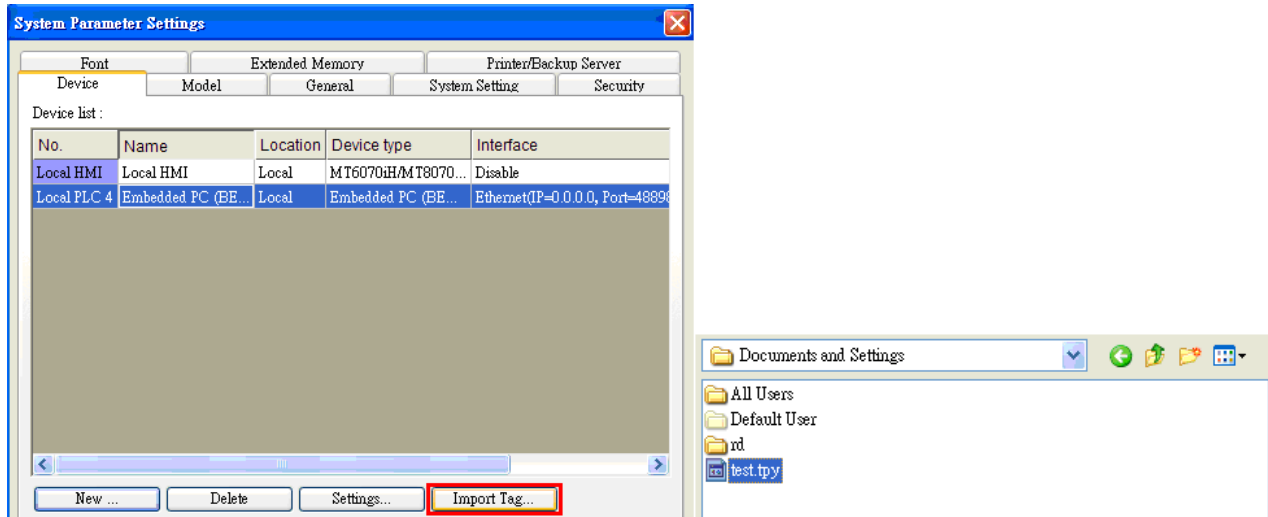 System Parameter Settings
Font Extended Memory Printer/Backup Server
Device Model General System Setting Security
Device list :
No. Name Location Device type Interface
Local HMI Local HMI Local MT6070iH/MT8070... Disable
Local PLC 4 Embedded PC (BE... Local Embedded PC (BE... Ethernet(IP=0.0.0.0, Port=48898
New ... Delete Settings... Import Tag...
Documents and Settings
All Users
Default User
rd
test.tpy